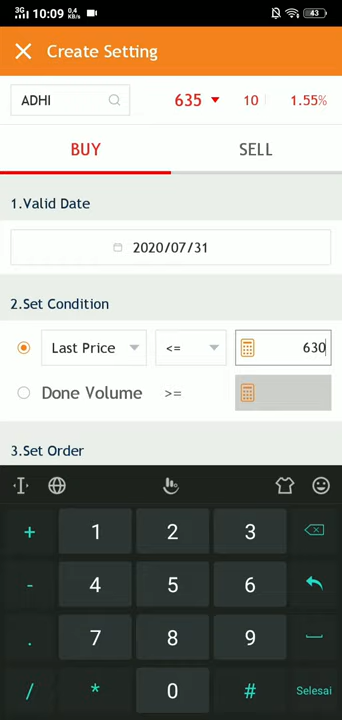 3G 10:09 0,4 KB/s 43
Create Setting
ADHI 635 10 1.55%
BUY SELL
1.Valid Date
2020/07/31
2.Set Condition
Last Price <= 630
Done Volume >=
3.Set Order
+ 1 2 3
- 4 5 6
. 7 8 9
/ * 0 # Selesai